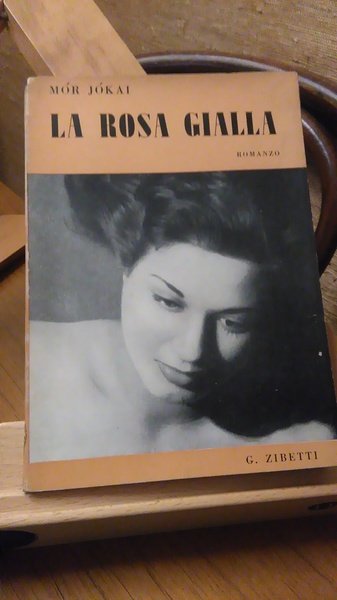 MÓR JÓKAI
LA ROSA GIALLA
ROMANZO
G. ZIBETTI